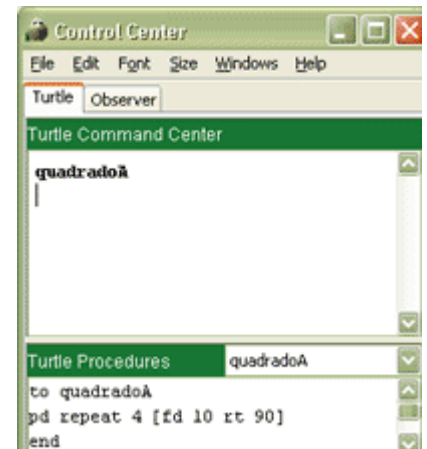 Control Center
File Edit Font Size Windows Help
Turtle Observer
Turtle Command Center
quadradoA
Turtle Procedures quadradoA
to quadradoA
pd repeat 4 [fd 10 rt 90]
end